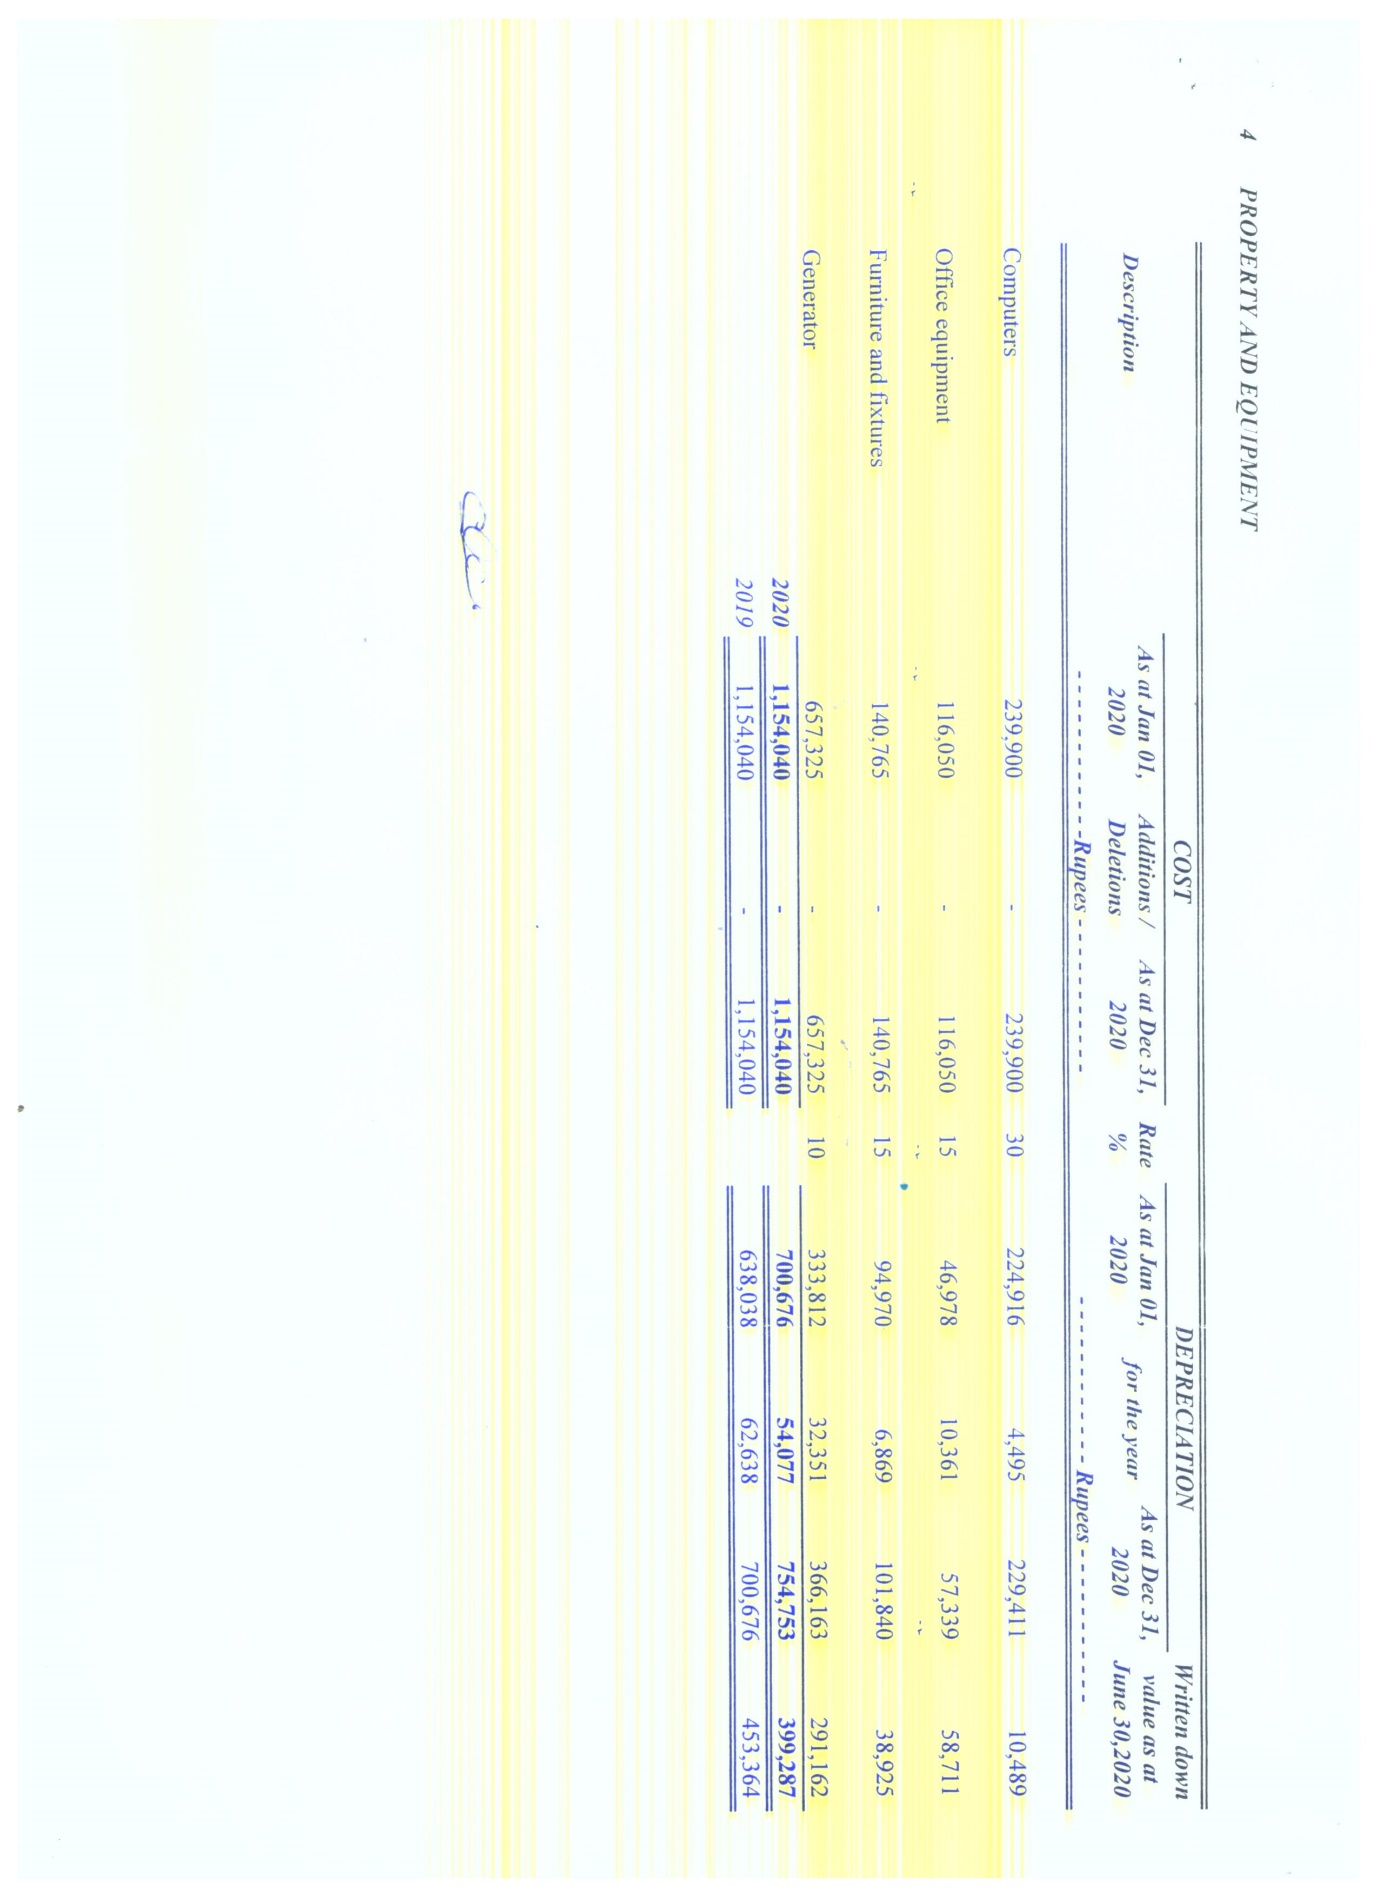 4 PROPERTY AND EQUIPMENT
COST DEPRECIATION Written down
Description As at Jan 01, Additions / As at Dec 31, Rate As at Jan 01, for the year As at Dec 31, value as at
2020 Deletions 2020 % 2020 2020 June 30,2020
- - - - - - - - - - - - - -Rupees - - - - - - - - - - - - - - - - - - - - - - - - - Rupees - - - - - - - - - - - -
Computers 239,900 - 239,900 30 224,916 4,495 229,411 10,489
Office equipment 116,050 - 116,050 15 46,978 10,361 57,339 58,711
Furniture and fixtures 140,765 - 140,765 15 94,970 6,869 101,840 38,925
Generator 657,325 - 657,325 10 333,812 32,351 366,163 291,162
2020 1,154,040 - 1,154,040 700,676 54,077 754,753 399,287
2019 1,154,040 - 1,154,040 638,038 62,638 700,676 453,364